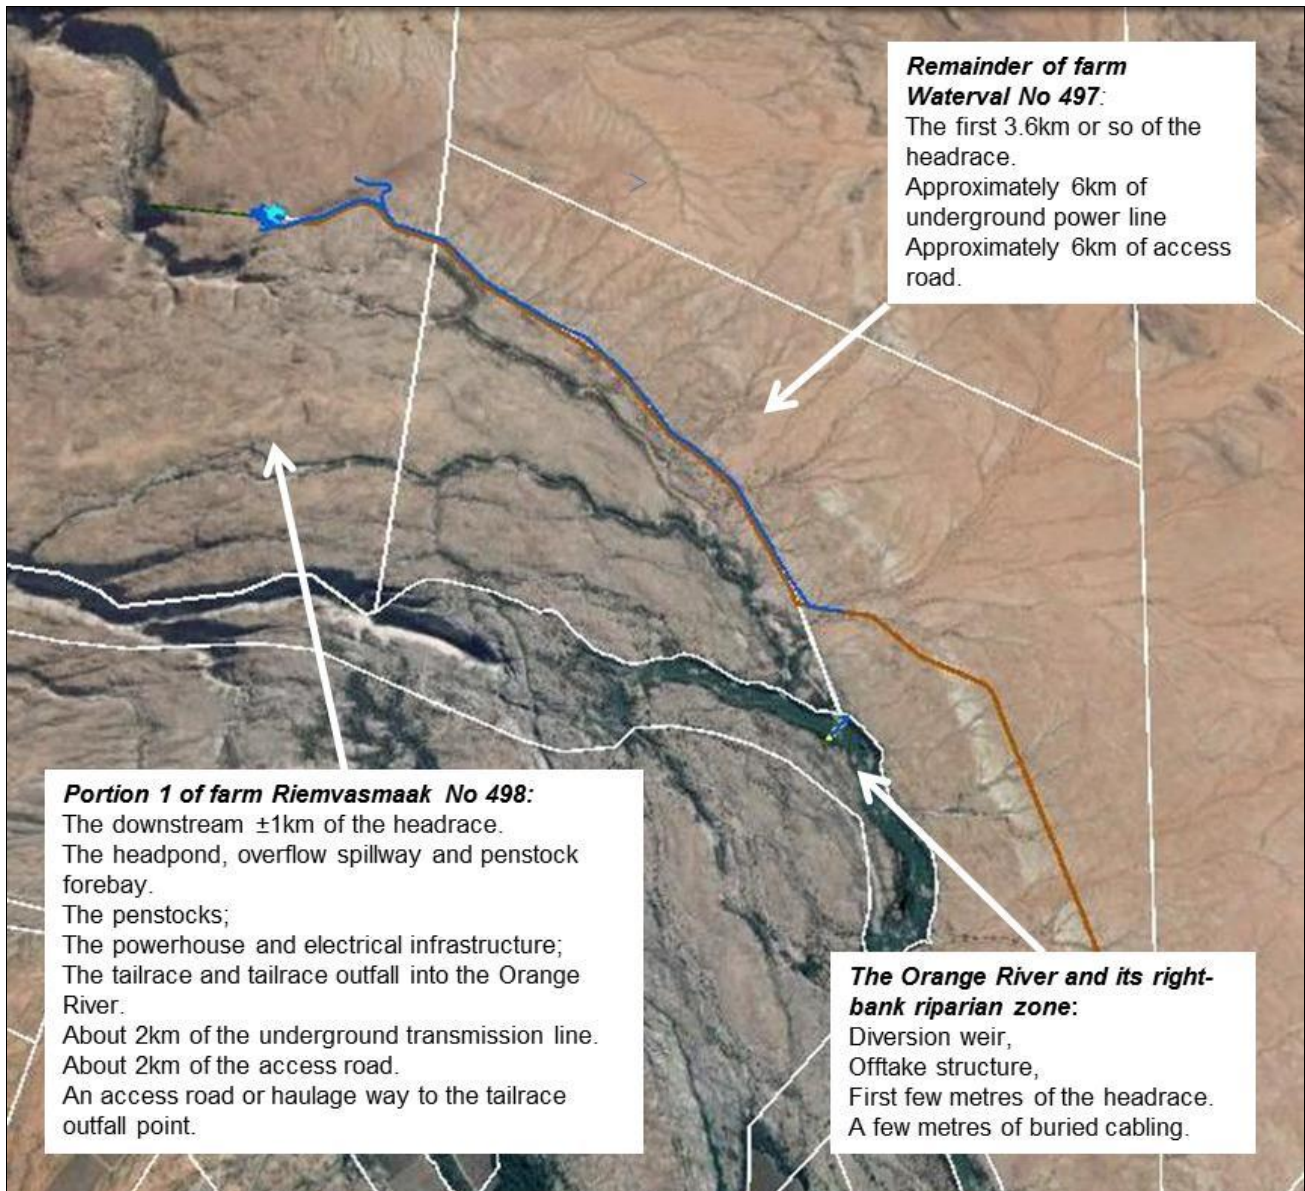 Remainder of farm
Waterval No 497:
The first 3.6km or so of the
headrace.
Approximately 6km of
underground power line
Approximately 6km of access
road.
Portion 1 of farm Riemvasmaak No 498:
The downstream ±1km of the headrace.
The headpond, overflow spillway and penstock
forebay.
The penstocks;
The powerhouse and electrical infrastructure;
The tailrace and tailrace outfall into the Orange
River.
About 2km of the underground transmission line.
About 2km of the access road.
An access road or haulage way to the tailrace
outfall point.
The Orange River and its right-
bank riparian zone:
Diversion weir,
Offtake structure,
First few metres of the headrace.
A few metres of buried cabling.